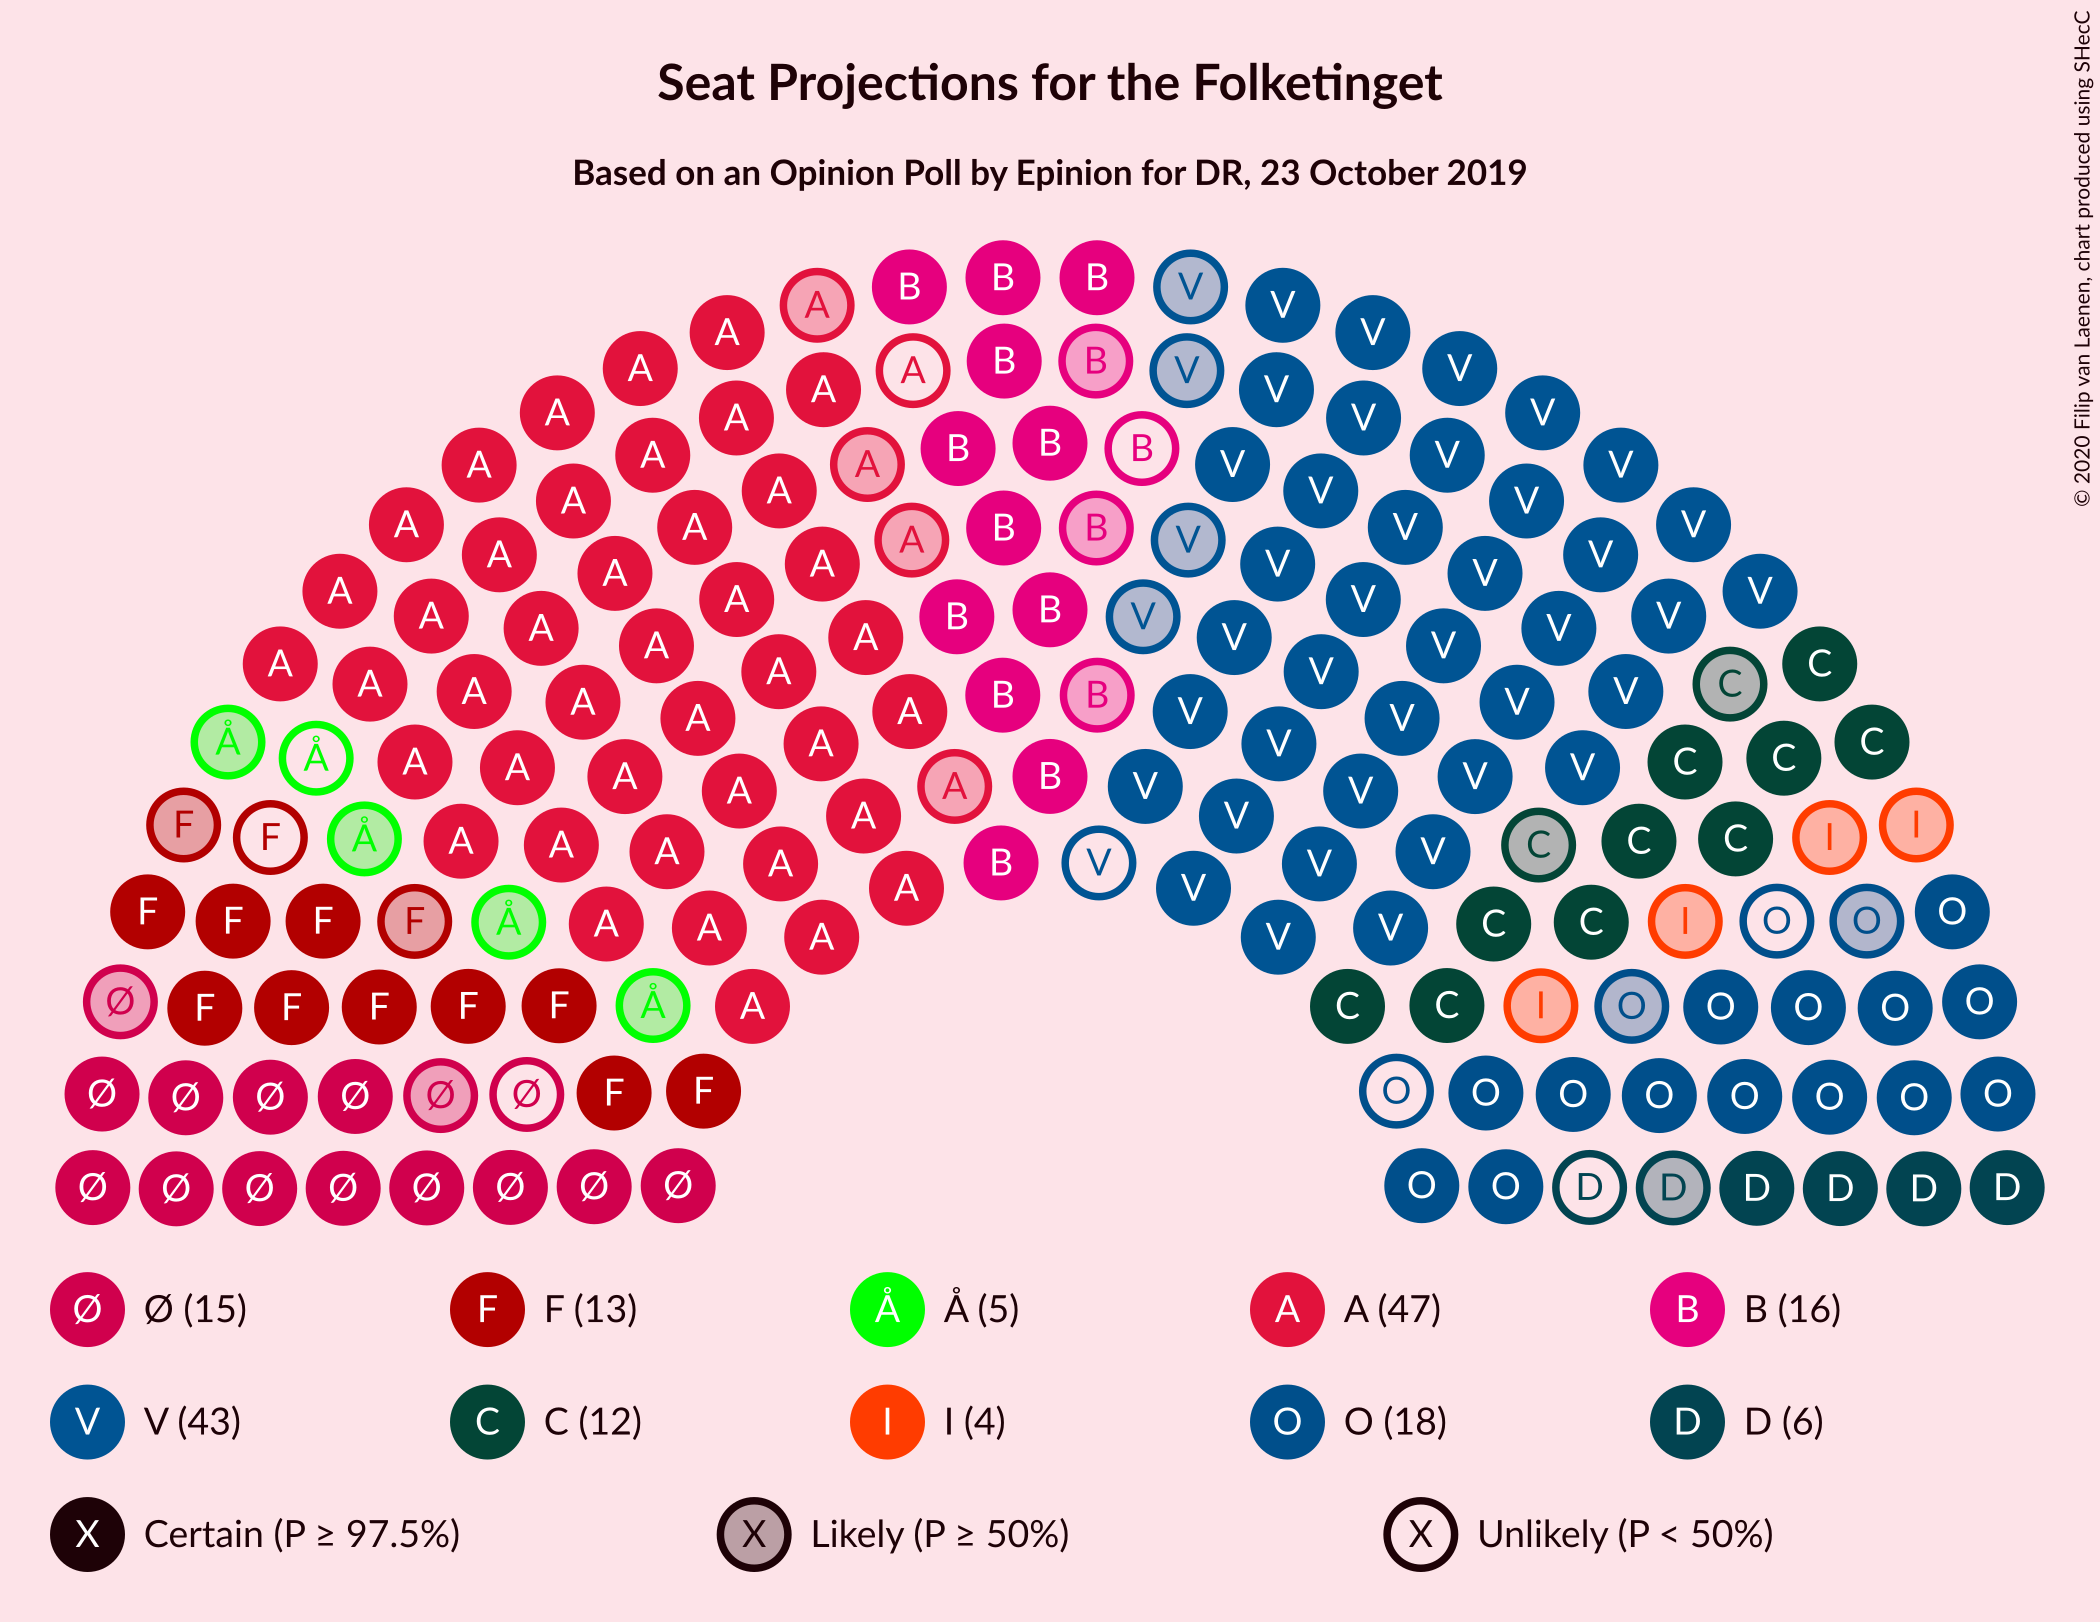 Seat Projections for the Folketinget
Based on an Opinion Poll by Epinion for DR, 23 October 2019
© 2020 Filip van Laenen, chart produced using SHecC
A B B B V V
A A A B B V V V
A A A V V V
A A A B B B V V V
A A V V
A A A A B B V V V V
A A A A V V V V
A A A A B B V V V V V
A A A A A A A B B V V V V V C C
Å Å A A A A A A B V V V V V C C C
F F Å A A A A A B V V V V C C C I I
F F F F Å A A A A V V V C C I O O O
Ø F F F F F Å A C C I O O O O O
Ø Ø Ø Ø Ø Ø F F O O O O O O O O
Ø Ø Ø Ø Ø Ø Ø Ø O O D D D D D D
Ø Ø (15) F F (13) Å Å (5) A A (47) B B (16)
V V (43) C C (12) I I (4) O O (18) D D (6)
X Certain (P ≥ 97.5%) X Likely (P ≥ 50%) X Unlikely (P < 50%)